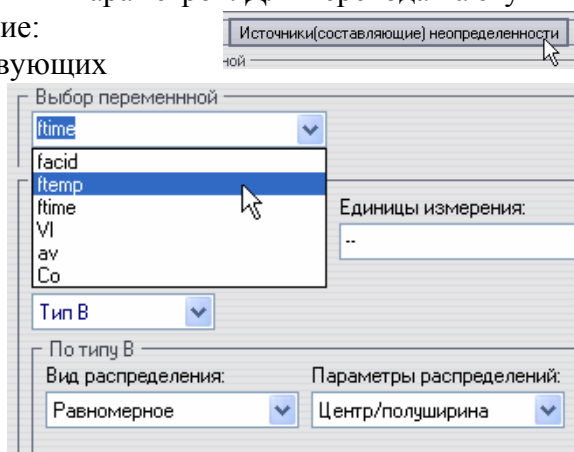 ие:
Источники(составляющие) неопределенности
вующих
ной
Выбор переменнной
ftime
facid
ftemp
ftime
VI
av
Co
Единицы измерения:
--
Тип В
По типу В
Вид распределения:
Параметры распределений:
Равномерное
Центр/полуширина